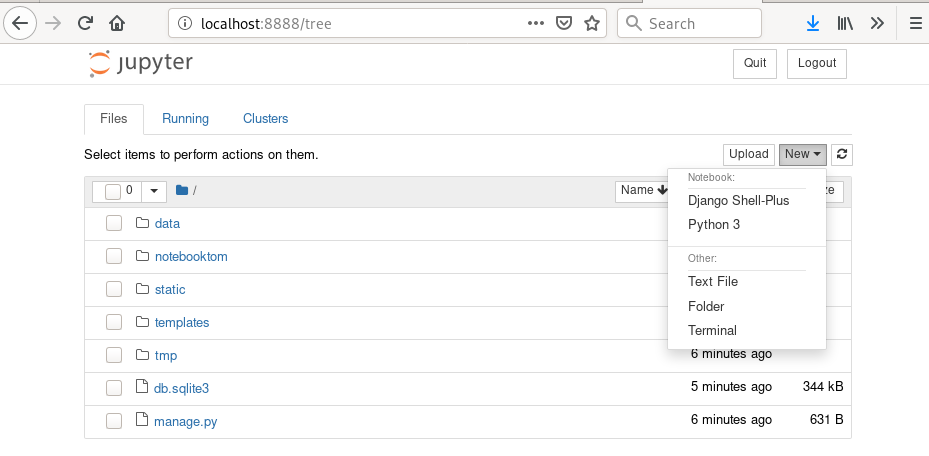 localhost:8888/tree
Search
jupyter
Quit
Logout
Files
Running
Clusters
Select items to perform actions on them.
Upload
New
0
/
Name
ze
Notebook:
Django Shell-Plus
Python 3
Other:
Text File
Folder
Terminal
data
notebooktom
static
templates
tmp
6 minutes ago
db.sqlite3
5 minutes ago
344 kB
manage.py
6 minutes ago
631 B